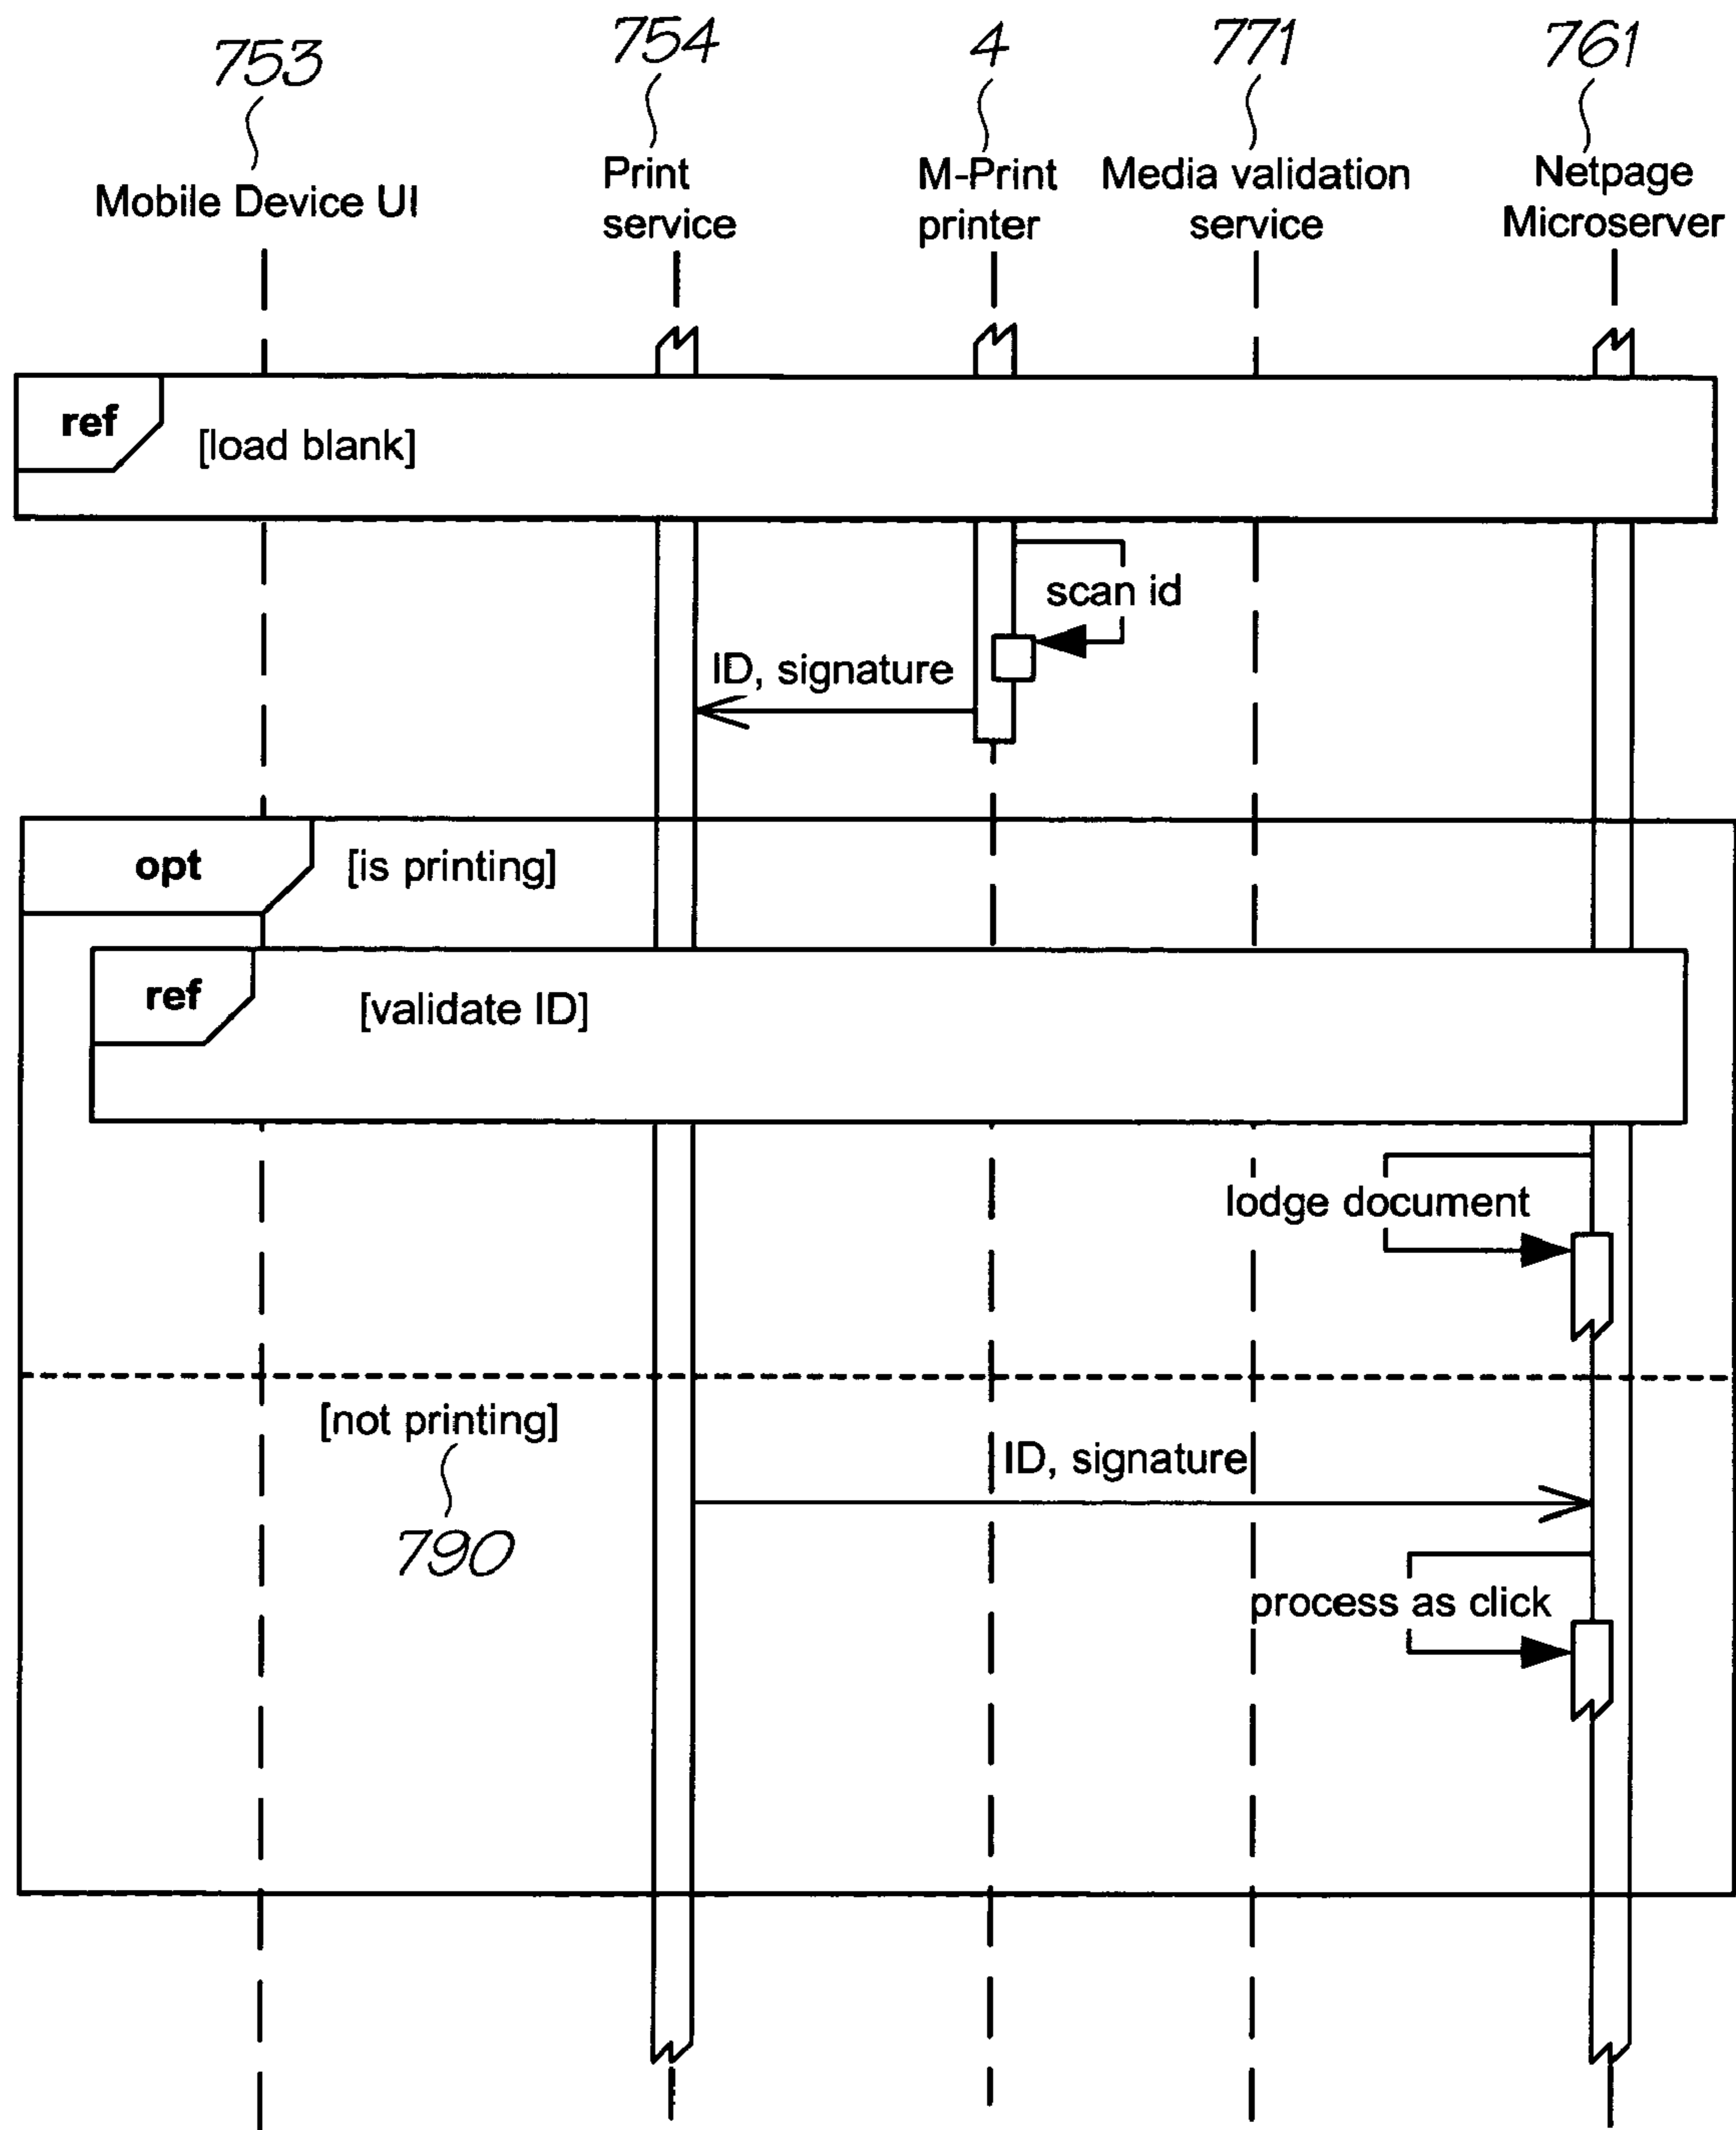 753
754
4
771
761
Mobile Device UI
Print
service
M-Print
printer
Media validation
service
Netpage
Microserver
ref
[load blank]
scan id
ID, signature
opt
[is printing]
ref
[validate ID]
lodge document
[not printing]
790
ID, signature
process as click